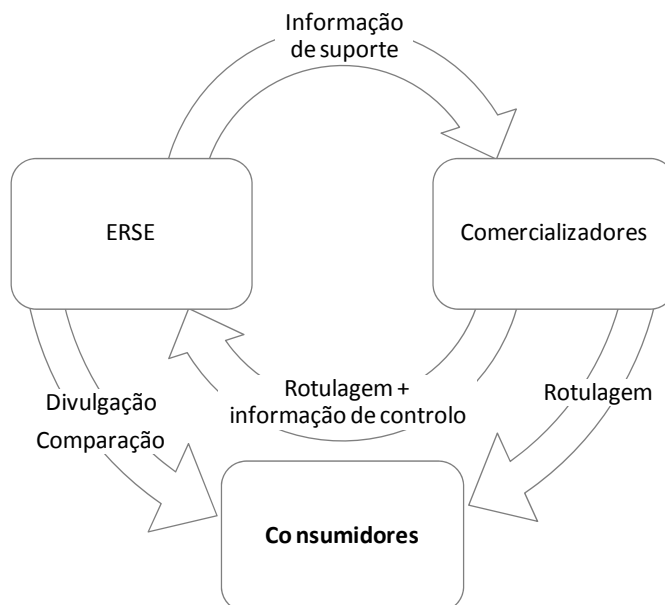 Informação
de suporte
ERSE
Comercializadores
Rotulagem +
informação de controlo
Divulgação
Comparação
Rotulagem
Consumidores